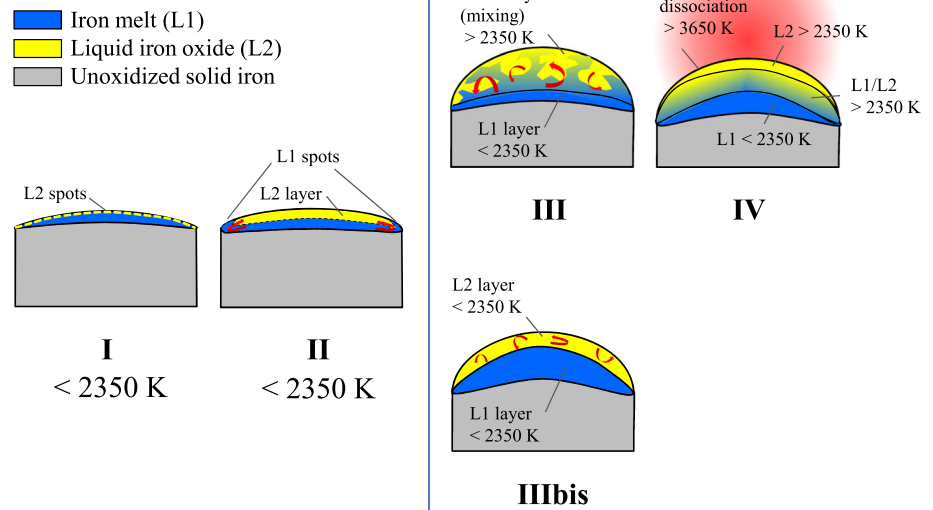 Iron melt (L1)
Liquid iron oxide (L2)
Unoxidized solid iron
L2 spots
L1 spots
L2 layer
I
< 2350 K
II
< 2350 K
(mixing)
> 2350 K
L1 layer
< 2350 K
III
dissociation
> 3650 K
L2 > 2350 K
L1/L2
> 2350 K
L1 < 2350 K
IV
L2 layer
< 2350 K
L1 layer
< 2350 K
IIIbis